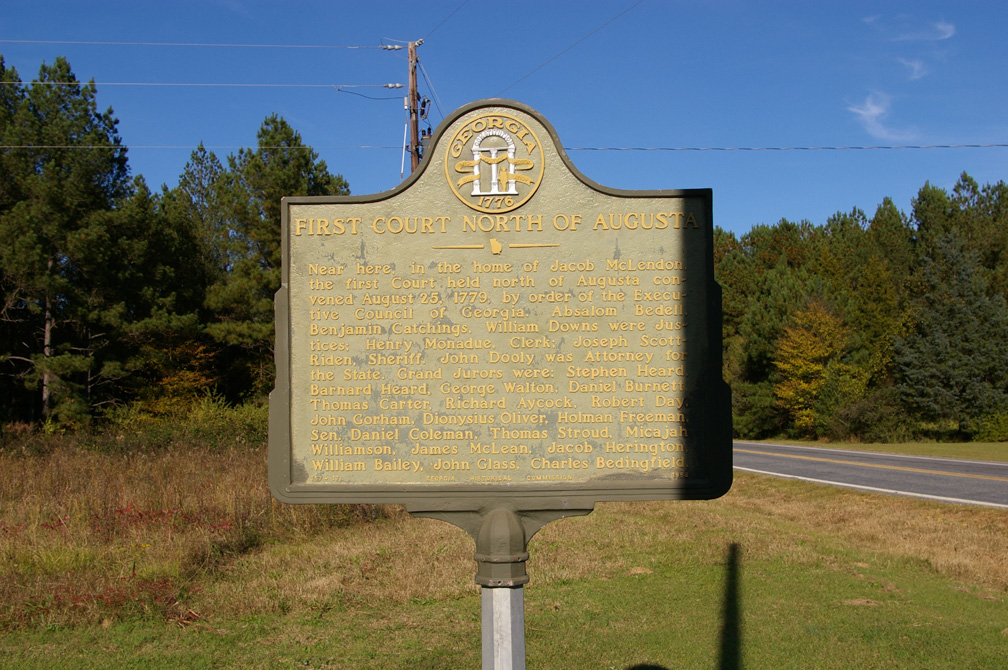 GEORGIA
1776
FIRST COURT NORTH OF AUGUSTA
Near here, in the home of Jacob McLendon,
the first Court held north of Augusta con-
vened August 25, 1779, by order of the Execu-
tive Council of Georgia. Absalom Bedell,
Benjamin Catchings, William Downs were Jus-
tices; Henry Monadue, Clerk; Joseph Scott
Riden, Sheriff. John Dooly was Attorney for
the State. Grand Jurors were: Stephen Heard,
Barnard Heard, George Walton, Daniel Burnett,
Thomas Carter, Richard Aycock, Robert Day,
John Gorham, Dionysius Oliver, Holman Freeman,
Sen. Daniel Coleman, Thomas Stroud, Micajah
Williamson, James McLean, Jacob Herington,
William Bailey, John Glass, Charles Bedingfield.
GEORGIA HISTORICAL COMMISSION